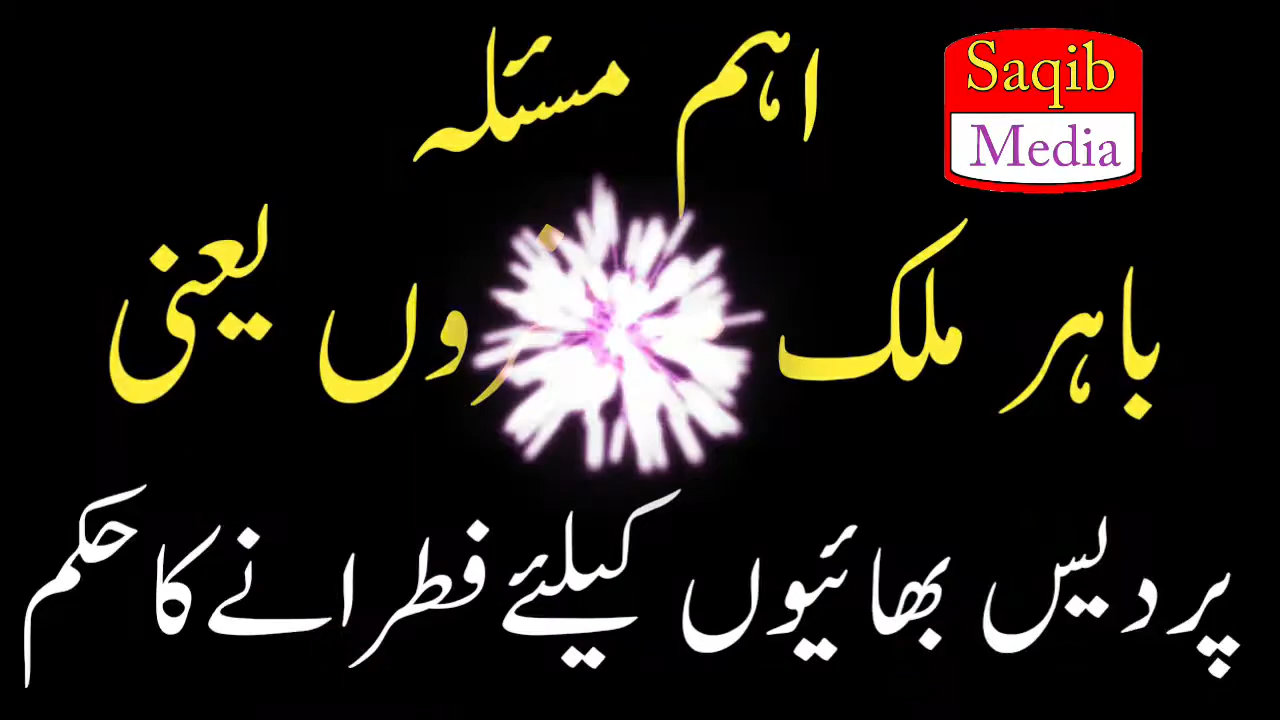 اہم مسئلہ
Saqib
Media
باہر ملک یعنی
پردیس بھائیوں کیلئے فطرانے کا حکم